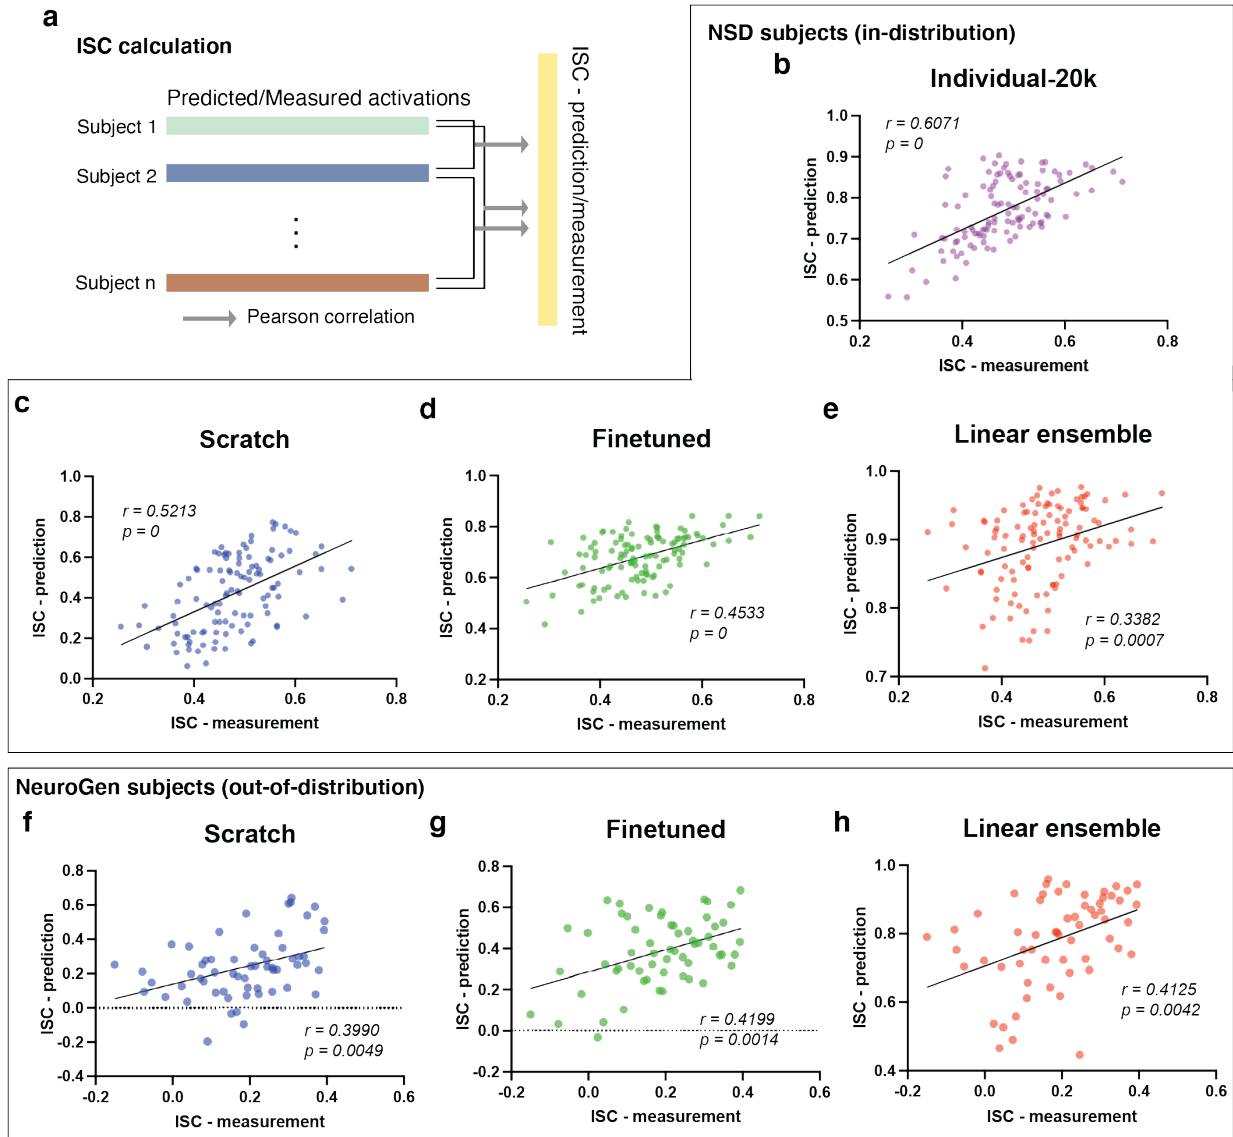 a
ISC calculation
Predicted/Measured activations
Subject 1
Subject 2
Subject n
Pearson correlation
ISC - prediction/measurement
NSD subjects (in-distribution)
b
Individual-20k
r = 0.6071
p = 0
1.0
0.9
0.8
0.7
0.6
0.5
ISC - prediction
0.2 0.4 0.6 0.8
ISC - measurement
c
Scratch
r = 0.5213
p = 0
1.0
0.8
0.6
0.4
0.2
0.0
ISC - prediction
0.2 0.4 0.6 0.8
ISC - measurement
d
Finetuned
1.0
0.8
0.6
0.4
0.2
ISC - prediction
r = 0.4533
p = 0
0.2 0.4 0.6 0.8
ISC - measurement
e
Linear ensemble
1.0
0.9
0.8
0.7
ISC - prediction
r = 0.3382
p = 0.0007
0.2 0.4 0.6 0.8
ISC - measurement
NeuroGen subjects (out-of-distribution)
f
Scratch
0.8
0.6
0.4
0.2
0.0
-0.2
-0.4
ISC - prediction
r = 0.3990
p = 0.0049
-0.2 0.0 0.2 0.4 0.6
ISC - measurement
g
Finetuned
0.8
0.6
0.4
0.2
0.0
-0.2
ISC - prediction
r = 0.4199
p = 0.0014
-0.2 0.0 0.2 0.4 0.6
ISC - measurement
h
Linear ensemble
1.0
0.8
0.6
0.4
ISC - prediction
r = 0.4125
p = 0.0042
-0.2 0.0 0.2 0.4 0.6
ISC - measurement